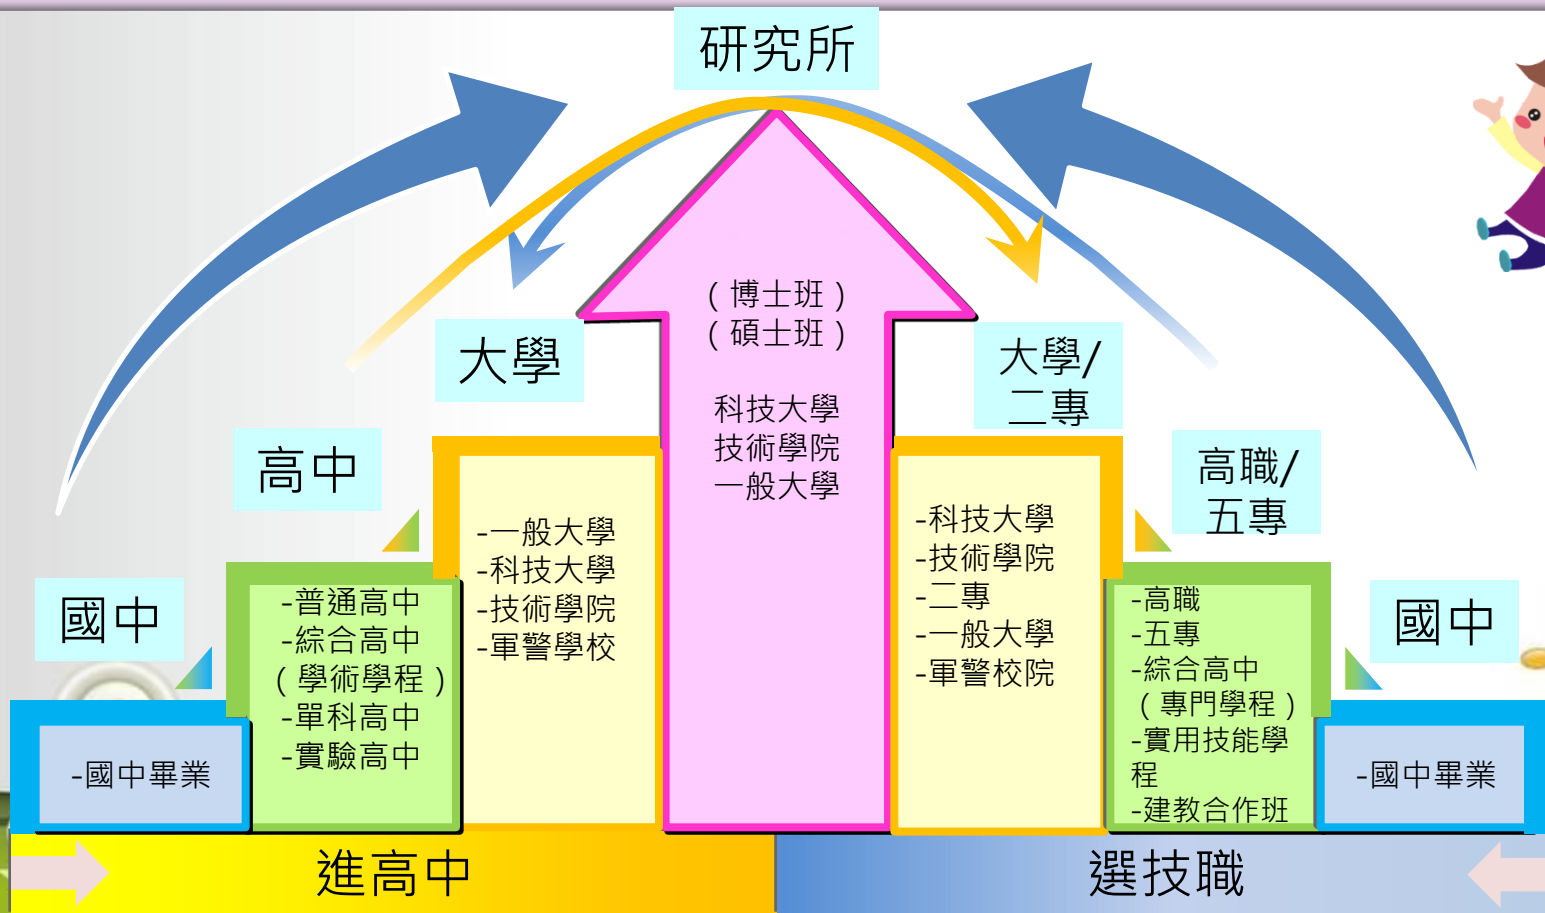 研究所
(博士班)
(碩士班)
科技大學
技術學院
一般大學
大學
-一般大學
-科技大學
-技術學院
-軍警學校
高中
-普通高中
-綜合高中
(學術學程)
-單科高中
-實驗高中
國中
-國中畢業
大學/
二專
-科技大學
-技術學院
-二專
-一般大學
-軍警校院
高職/
五專
-高職
-五專
-綜合高中
(專門學程)
-實用技能學
程
-建教合作班
國中
-國中畢業
進高中
選技職